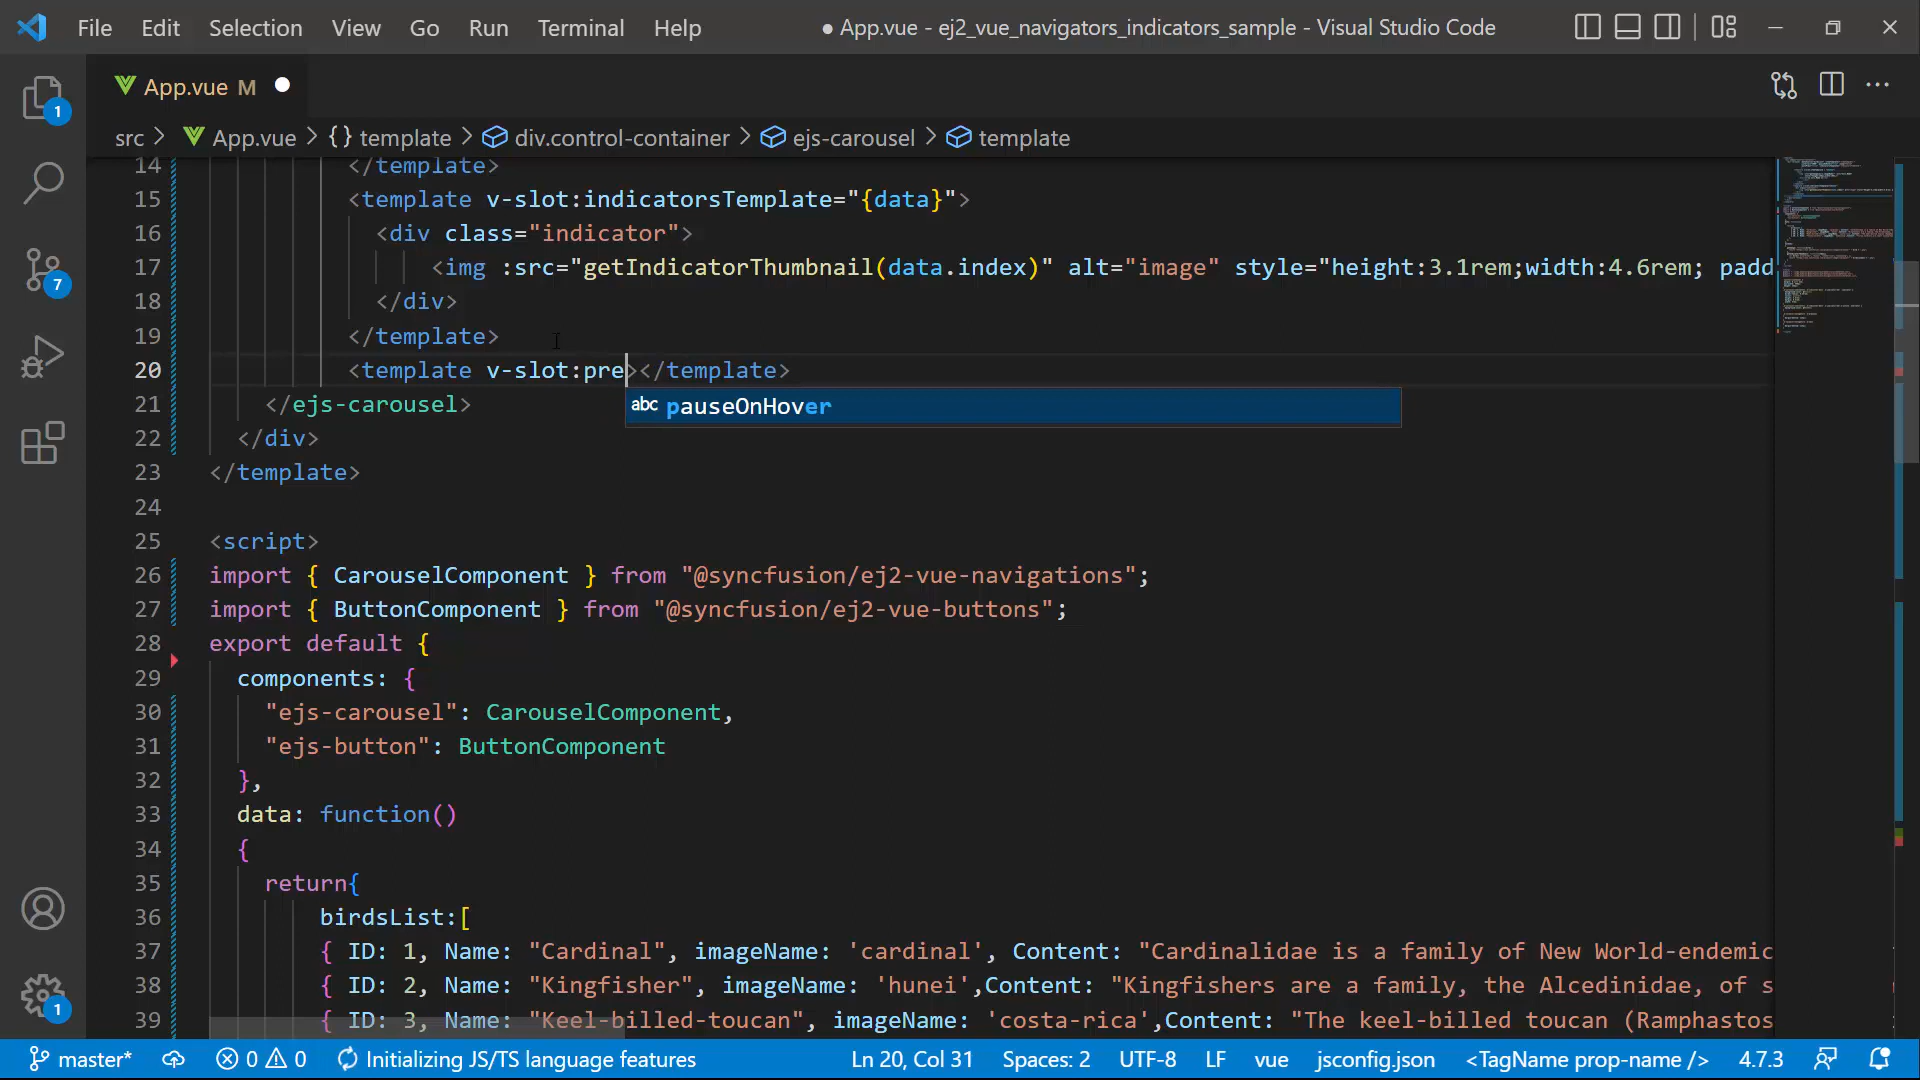 File Edit Selection View Go Run Terminal Help ● App.vue - ej2_vue_navigators_indicators_sample - Visual Studio Code
1
App.vue M
src > App.vue > {} template > div.control-container > ejs-carousel > template
14 </template>
15 <template v-slot:indicatorsTemplate="{data}">
16 <div class="indicator">
17 <img :src="getIndicatorThumbnail(data.index)" alt="image" style="height:3.1rem;width:4.6rem; padd
7
18 </div>
19 </template>
20 <template v-slot:pre></template>
abc pauseOnHover
21 </ejs-carousel>
22 </div>
23 </template>
24
25 <script>
26 import { CarouselComponent } from "@syncfusion/ej2-vue-navigations";
27 import { ButtonComponent } from "@syncfusion/ej2-vue-buttons";
28 export default {
29 components: {
30 "ejs-carousel": CarouselComponent,
31 "ejs-button": ButtonComponent
32 },
33 data: function()
34 {
35 return{
36 birdsList:[
37 { ID: 1, Name: "Cardinal", imageName: 'cardinal', Content: "Cardinalidae is a family of New World-endemic
38 { ID: 2, Name: "Kingfisher", imageName: 'hunei',Content: "Kingfishers are a family, the Alcedinidae, of s
1
39 { ID: 3, Name: "Keel-billed-toucan", imageName: 'costa-rica',Content: "The keel-billed toucan (Ramphastos
master* 0 0 Initializing JS/TS language features Ln 20, Col 31 Spaces: 2 UTF-8 LF vue jsconfig.json <TagName prop-name /> 4.7.3